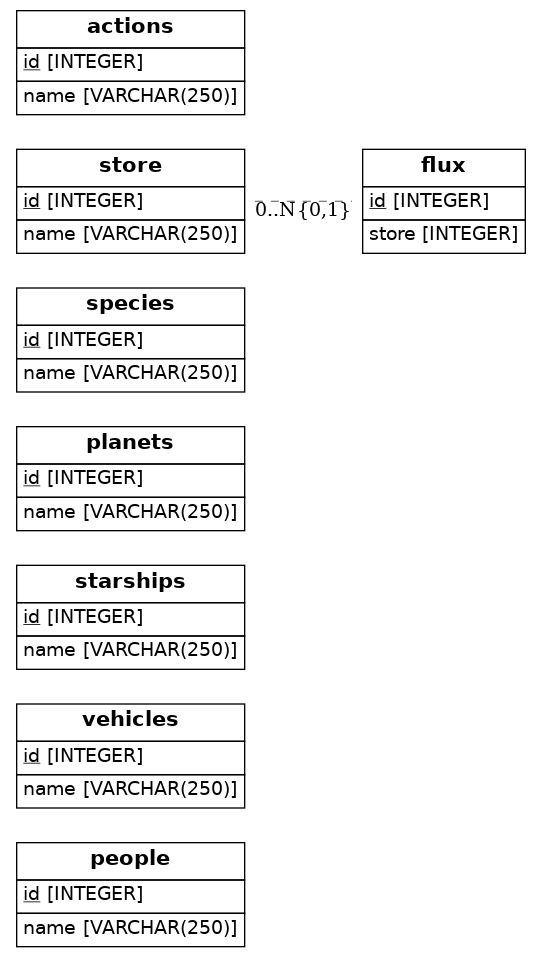 actions
id [INTEGER]
name [VARCHAR(250)]
store
id [INTEGER]
name [VARCHAR(250)]
0..N {0,1}
flux
id [INTEGER]
store [INTEGER]
species
id [INTEGER]
name [VARCHAR(250)]
planets
id [INTEGER]
name [VARCHAR(250)]
starships
id [INTEGER]
name [VARCHAR(250)]
vehicles
id [INTEGER]
name [VARCHAR(250)]
people
id [INTEGER]
name [VARCHAR(250)]